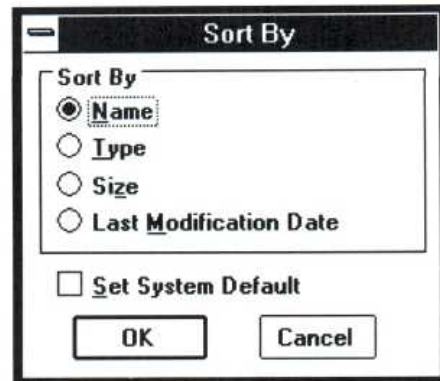 Sort By
Sort By
Name
Type
Size
Last Modification Date
Set System Default
OK
Cancel